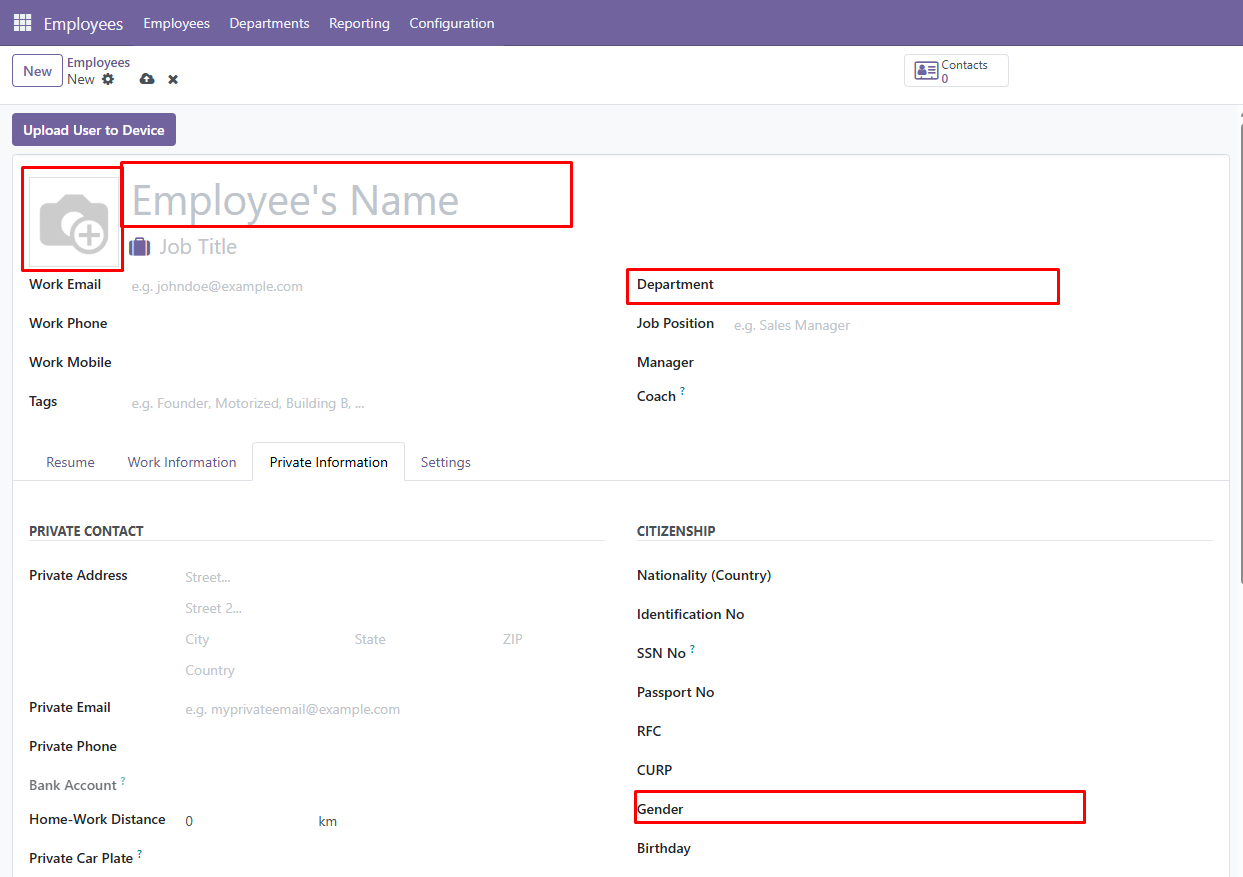 Employees Employees Departments Reporting Configuration
New Employees
New
Contacts
0
Upload User to Device
Employee's Name
Job Title
Work Email e.g. johndoe@example.com
Department
Work Phone
Job Position e.g. Sales Manager
Work Mobile
Manager
Tags e.g. Founder, Motorized, Building B, ...
Coach ?
Resume Work Information Private Information Settings
PRIVATE CONTACT
Private Address Street...
Street 2...
City State ZIP
Country
Private Email e.g. myprivateemail@example.com
Private Phone
Bank Account ?
Home-Work Distance 0 km
Private Car Plate ?
CITIZENSHIP
Nationality (Country)
Identification No
SSN No ?
Passport No
RFC
CURP
Gender
Birthday